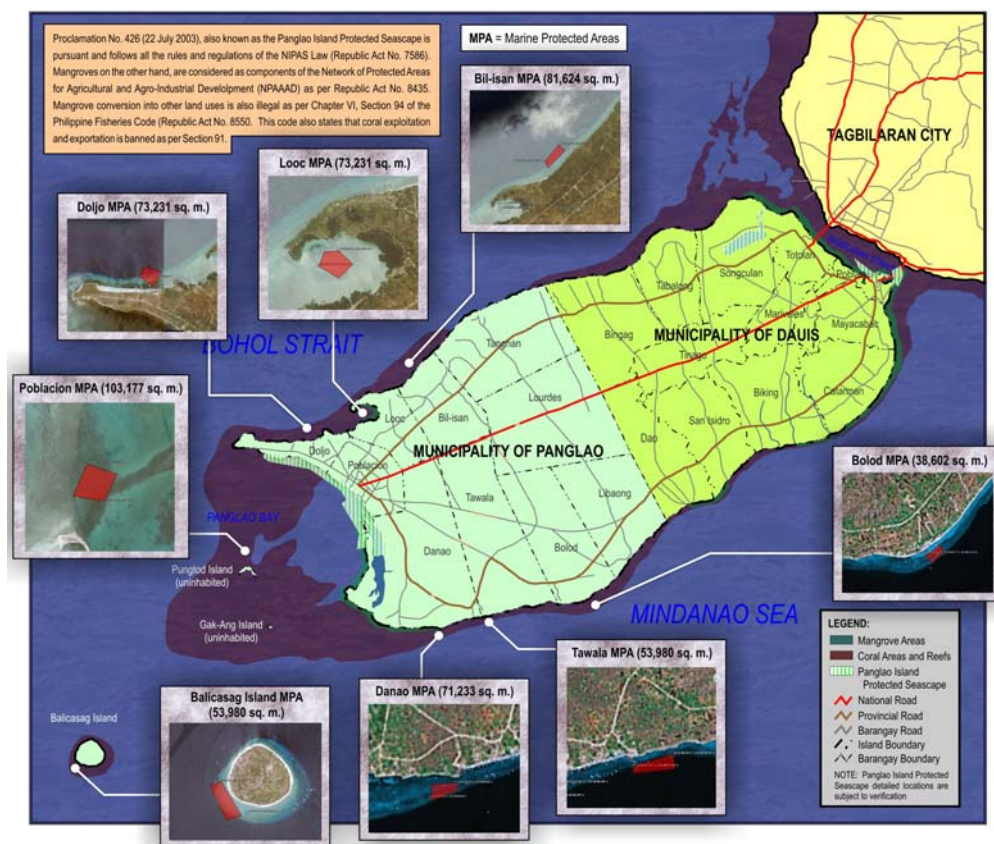 Proclamation No. 426 (22 July 2003), also known as the Panglao Island Protected Seascape is
pursuant and follows all the rules and regulations of the NIPAS Law (Republic Act No. 7586).
Mangroves on the other hand, are considered as components of the Network of Protected Areas
for Agricultural and Agro-Industrial Develolpment (NPAAAD) as per Republic Act No. 8435.
Mangrove conversion into other land uses is also illegal as per Chapter VI, Section 94 of the
Philippine Fisheries Code (Republic Act No. 8550. This code also states that coral exploitation
and exportation is banned as per Section 91.
MPA = Marine Protected Areas
Bil-isan MPA (81,624 sq. m.)
TAGBILARAN CITY
Looc MPA (73,231 sq. m.)
Doljo MPA (73,231 sq. m.)
BOHOL STRAIT
Totolan
Songculan
Tabalong
Mayacabac
Bingag
MUNICIPALITY OF DAUIS
Tinago
Biking
Catarman
San Isidro
Dao
Tangnan
Lourdes
Looc
Bil-isan
Doljo
Poblacion
MUNICIPALITY OF PANGLAO
Tawala
Libaong
Danao
Bolod
Poblacion MPA (103,177 sq. m.)
PANGLAO BAY
Pungtod Island
(uninhabited)
Gak-Ang Island
(uninhabited)
Bolod MPA (38,602 sq. m.)
MINDANAO SEA
Tawala MPA (53,980 sq. m.)
Danao MPA (71,233 sq. m.)
Balicasag Island MPA
(53,980 sq. m.)
Balicasag Island
LEGEND:
Mangrove Areas
Coral Areas and Reefs
Panglao Island
Protected Seascape
National Road
Provincial Road
Barangay Road
Island Boundary
Barangay Boundary
NOTE: Panglao Island Protected
Seascape detailed locations are
subject to verification